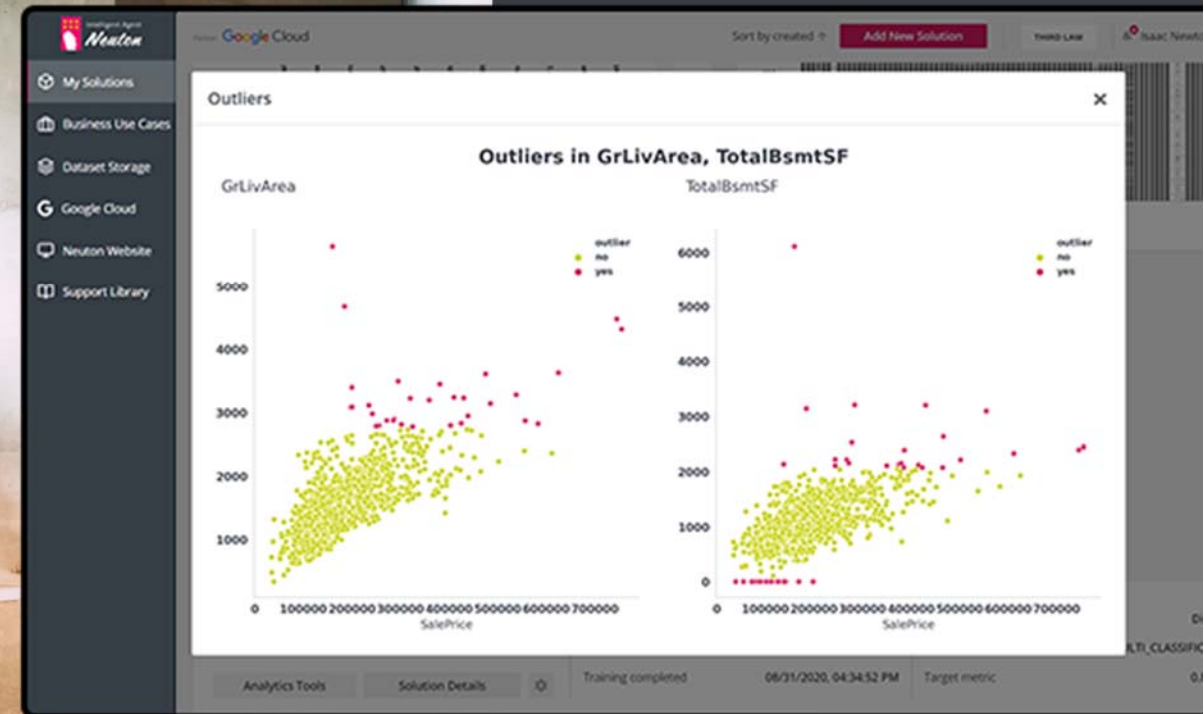 Intelligent Agent
Neuton
Google Cloud
Sort by created
Add New Solution
THIRD LAW
Isaac Newto
My Solutions
Business Use Cases
Dataset Storage
Google Cloud
Neuton Website
Support Library
Outliers
Outliers in GrLivArea, TotalBsmtSF
GrLivArea
outlier
no
yes
5000
4000
3000
2000
1000
0 100000 200000 300000 400000 500000 600000 700000
SalePrice
TotalBsmtSF
outlier
no
yes
6000
5000
4000
3000
2000
1000
0
0 100000 200000 300000 400000 500000 600000 700000
SalePrice
Analytics Tools
Solution Details
Training completed
08/31/2020, 04:34:52 PM
Target metric